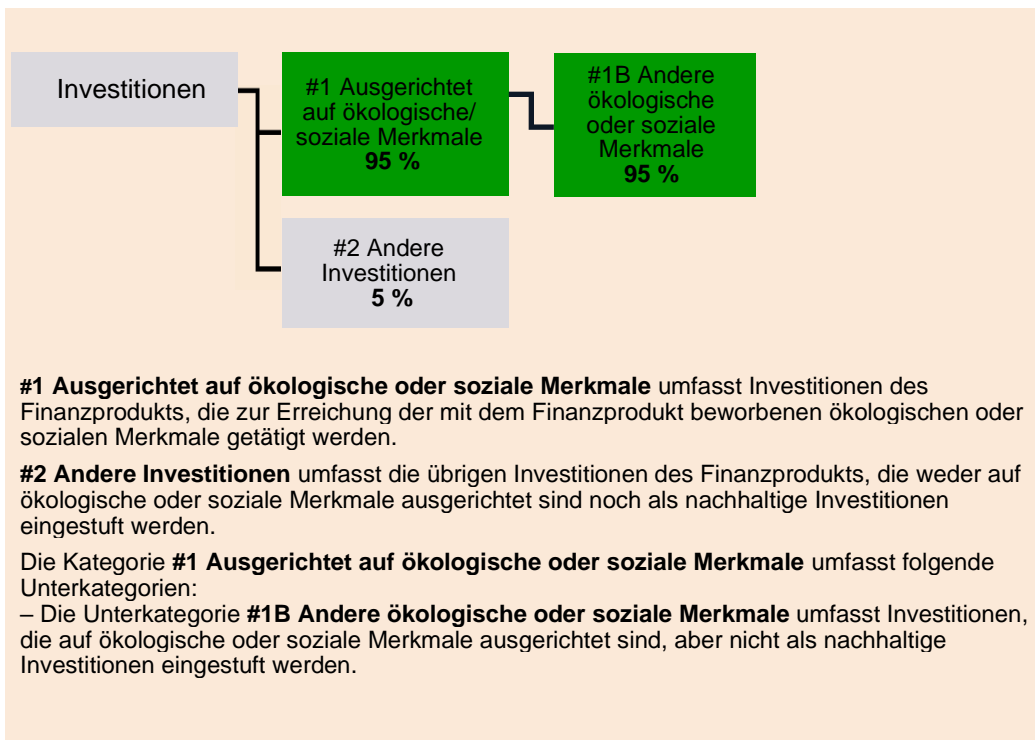 Investitionen
#1 Ausgerichtet
auf ökologische/
soziale Merkmale
95 %
#1B Andere
ökologische
oder soziale
Merkmale
95 %
#2 Andere
Investitionen
5 %
#1 Ausgerichtet auf ökologische oder soziale Merkmale umfasst Investitionen des
Finanzprodukts, die zur Erreichung der mit dem Finanzprodukt beworbenen ökologischen oder
sozialen Merkmale getätigt werden.
#2 Andere Investitionen umfasst die übrigen Investitionen des Finanzprodukts, die weder auf
ökologische oder soziale Merkmale ausgerichtet sind noch als nachhaltige Investitionen
eingestuft werden.
Die Kategorie #1 Ausgerichtet auf ökologische oder soziale Merkmale umfasst folgende
Unterkategorien:
– Die Unterkategorie #1B Andere ökologische oder soziale Merkmale umfasst Investitionen,
die auf ökologische oder soziale Merkmale ausgerichtet sind, aber nicht als nachhaltige
Investitionen eingestuft werden.